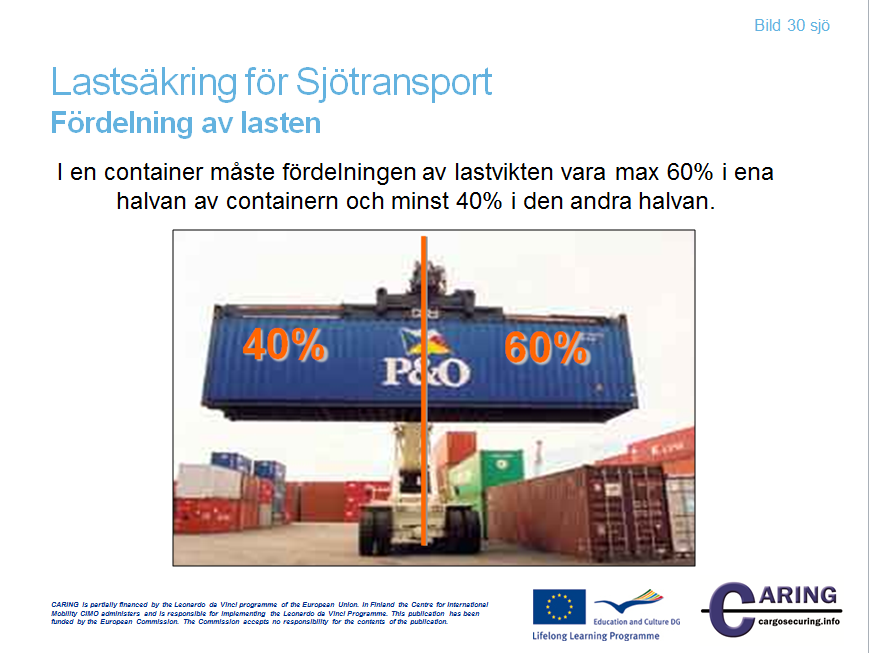 Bild 30 sjö
Lastsäkring för Sjötransport
Fördelning av lasten
I en container måste fördelningen av lastvikten vara max 60% i ena
halvan av containern och minst 40% i den andra halvan.
40%
60%
P&O
CARING is partially financed by the Leonardo da Vinci programme of the European Union. In Finland the Centre for International
Mobility CIMO administers and is responsible for implementing the Leonardo da Vinci Programme. This publication has been
funded by the European Commission. The Commission accepts no responsibility for the contents of the publication.
Education and Culture DG
Lifelong Learning Programme
CARING
cargosecuring.info